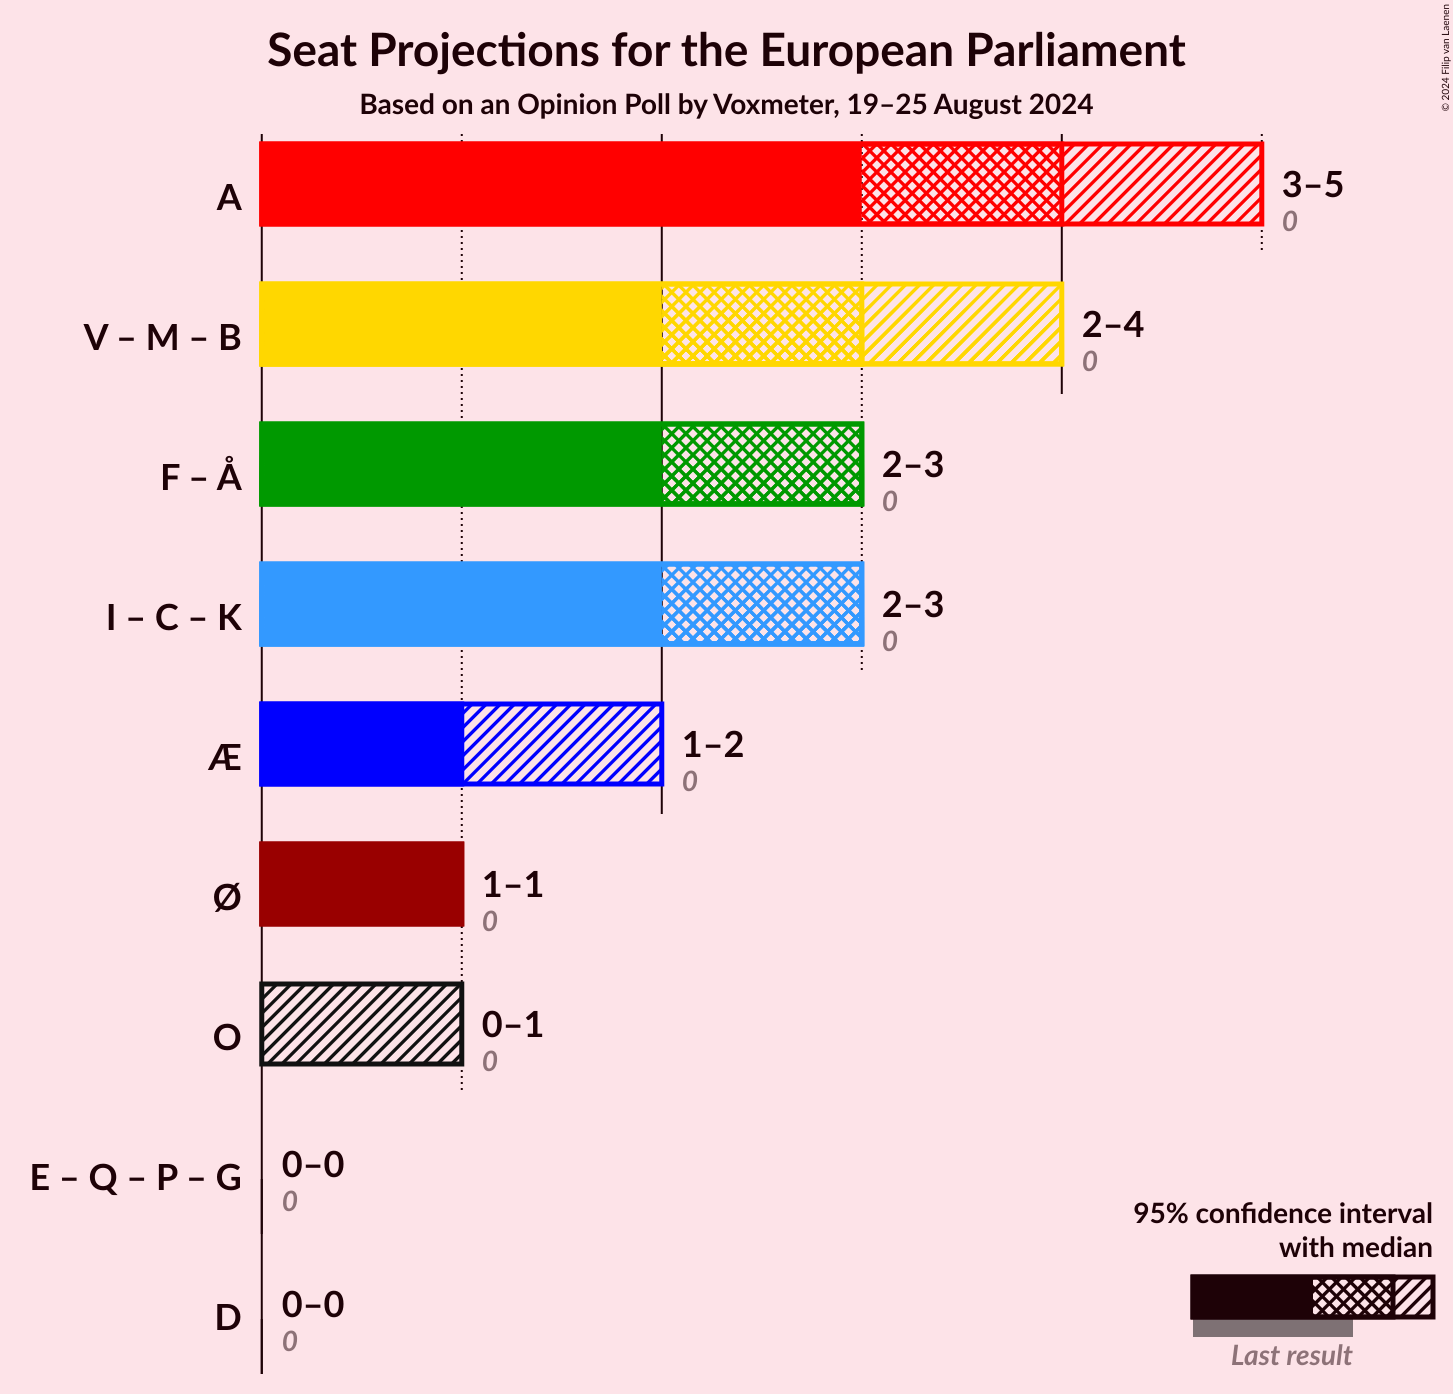 Seat Projections for the European Parliament
Based on an Opinion Poll by Voxmeter, 19–25 August 2024
© 2024 Filip van Laenen
A
3–5
0
V – M – B
2–4
0
F – Å
2–3
0
I – C – K
2–3
0
Æ
1–2
0
Ø
1–1
0
O
0–1
0
E – Q – P – G
0–0
0
D
0–0
0
95% confidence interval
with median
Last result